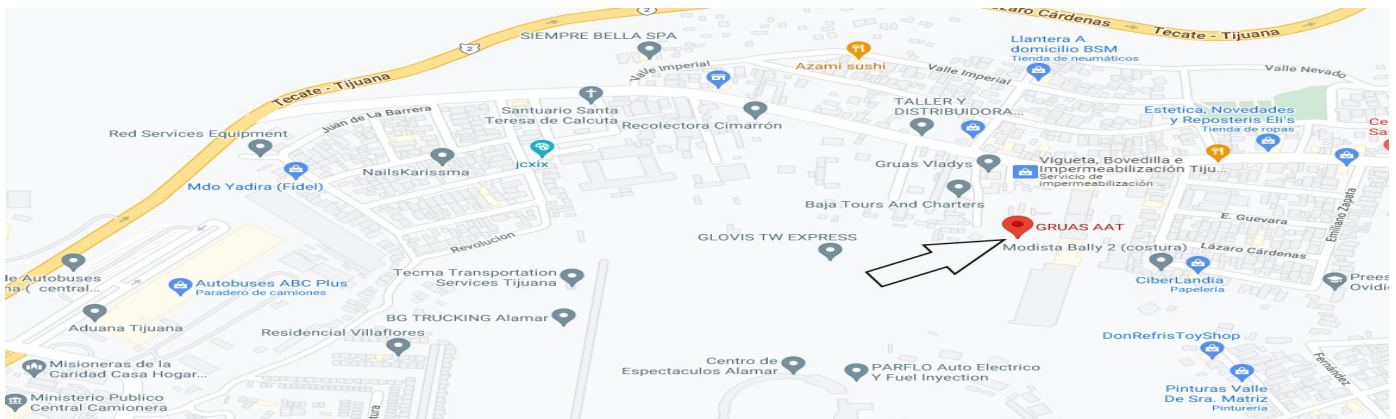 2
Lázaro Cárdenas
Tecate - Tijuana
SIEMPRE BELLA SPA
Llantera A
domicilio BSM
Tienda de neumáticos
2
Azami sushi
Valle Imperial
Valle Imperial
Valle Nevado
Tecate - Tijuana
Juan de La Barrera
Santuario Santa
Teresa de Calcuta
Recolectora Cimarrón
TALLER Y
DISTRIBUIDORA...
Estetica, Novedades
y Reposteris Eli's
Tienda de ropas
Red Services Equipment
jcxix
NailsKarissma
Mdo Yadira (Fidel)
Gruas Vladys
Vigueta, Bovedilla e
Impermeabilización Tiju...
Servicio de
impermeabilización ...
Baja Tours And Charters
Emiliano Zapata
E. Guevara
GRUAS AAT
Revolucion
GLOVIS TW EXPRESS
Modista Bally 2 (costura)
Lázaro Cárdenas
Autobuses ABC Plus
Paradero de camiones
Tecma Transportation
Services Tijuana
CiberLandia
Papelería
Aduana Tijuana
BG TRUCKING Alamar
Residencial Villaflores
DonRefrisToyShop
Misioneras de la
Caridad Casa Hogar...
Centro de
Espectaculos Alamar
PARFLO Auto Electrico
Y Fuel Inyection
Fernández
Ministerio Publico
Central Camionera
Pinturas Valle
De Sra. Matriz
Pinturería